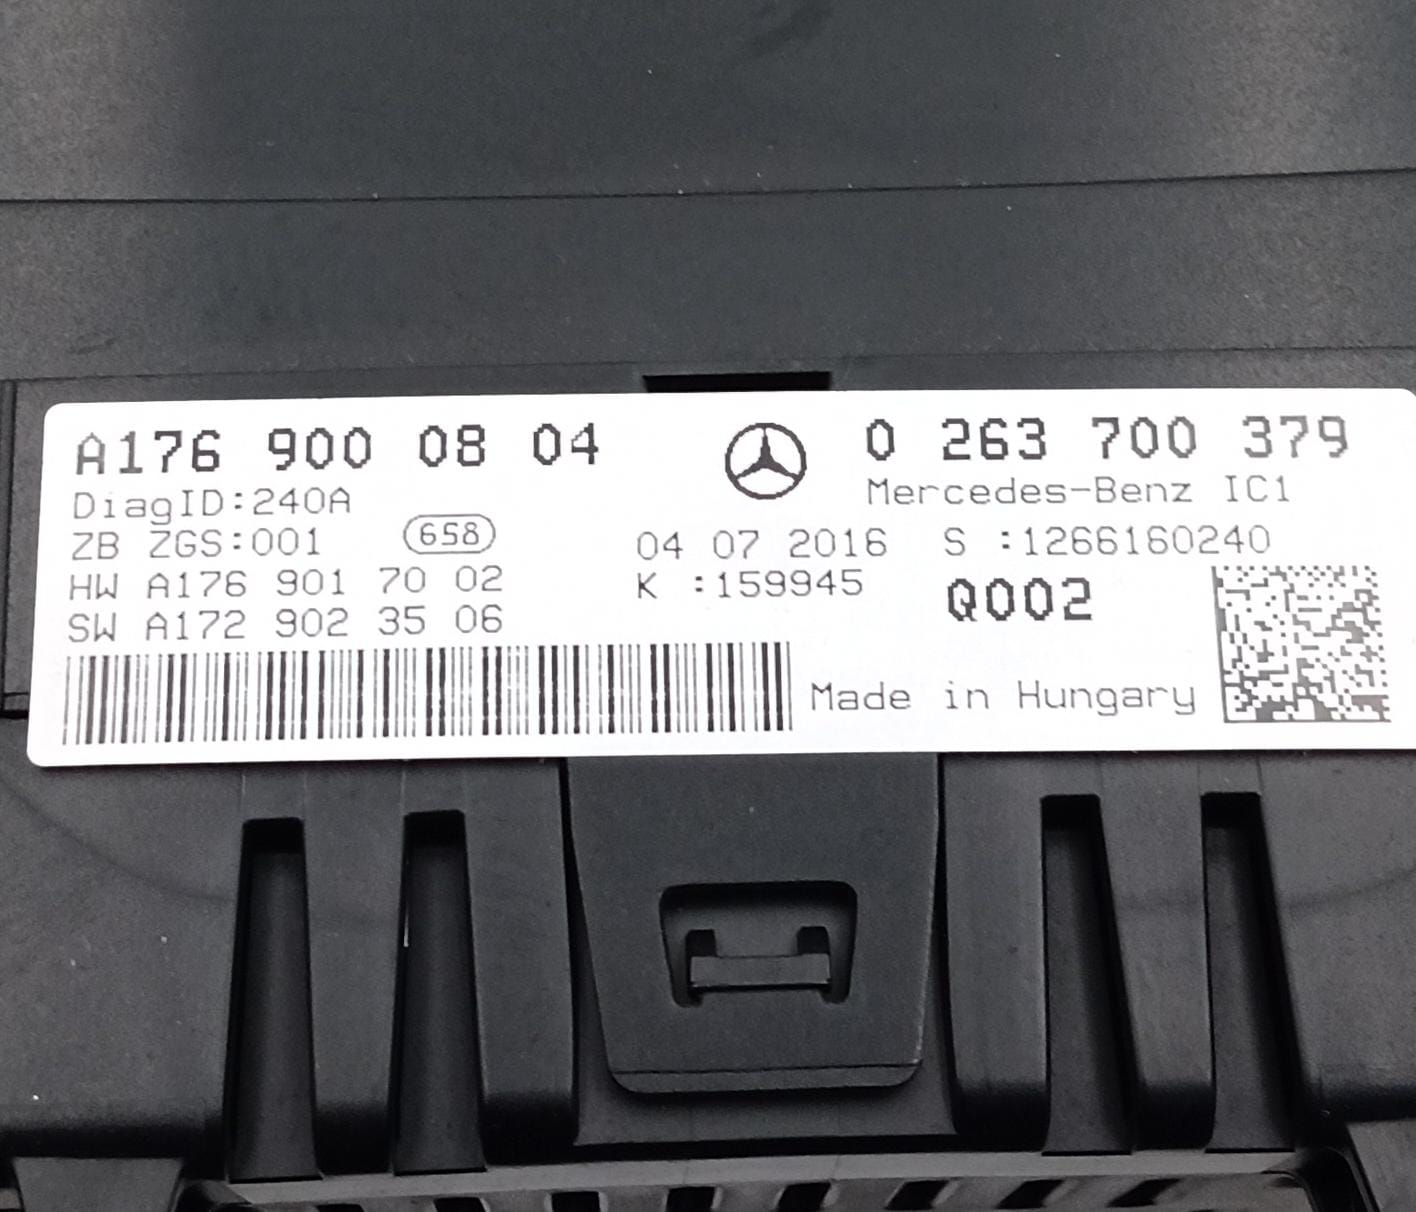 A176 900 08 04
DiagID:240A
ZB ZGS:001 658
HW A176 901 70 02
SW A172 902 35 06
04 07 2016
K :159945
0 263 700 379
Mercedes-Benz IC1
S :1266160240
Q002
Made in Hungary